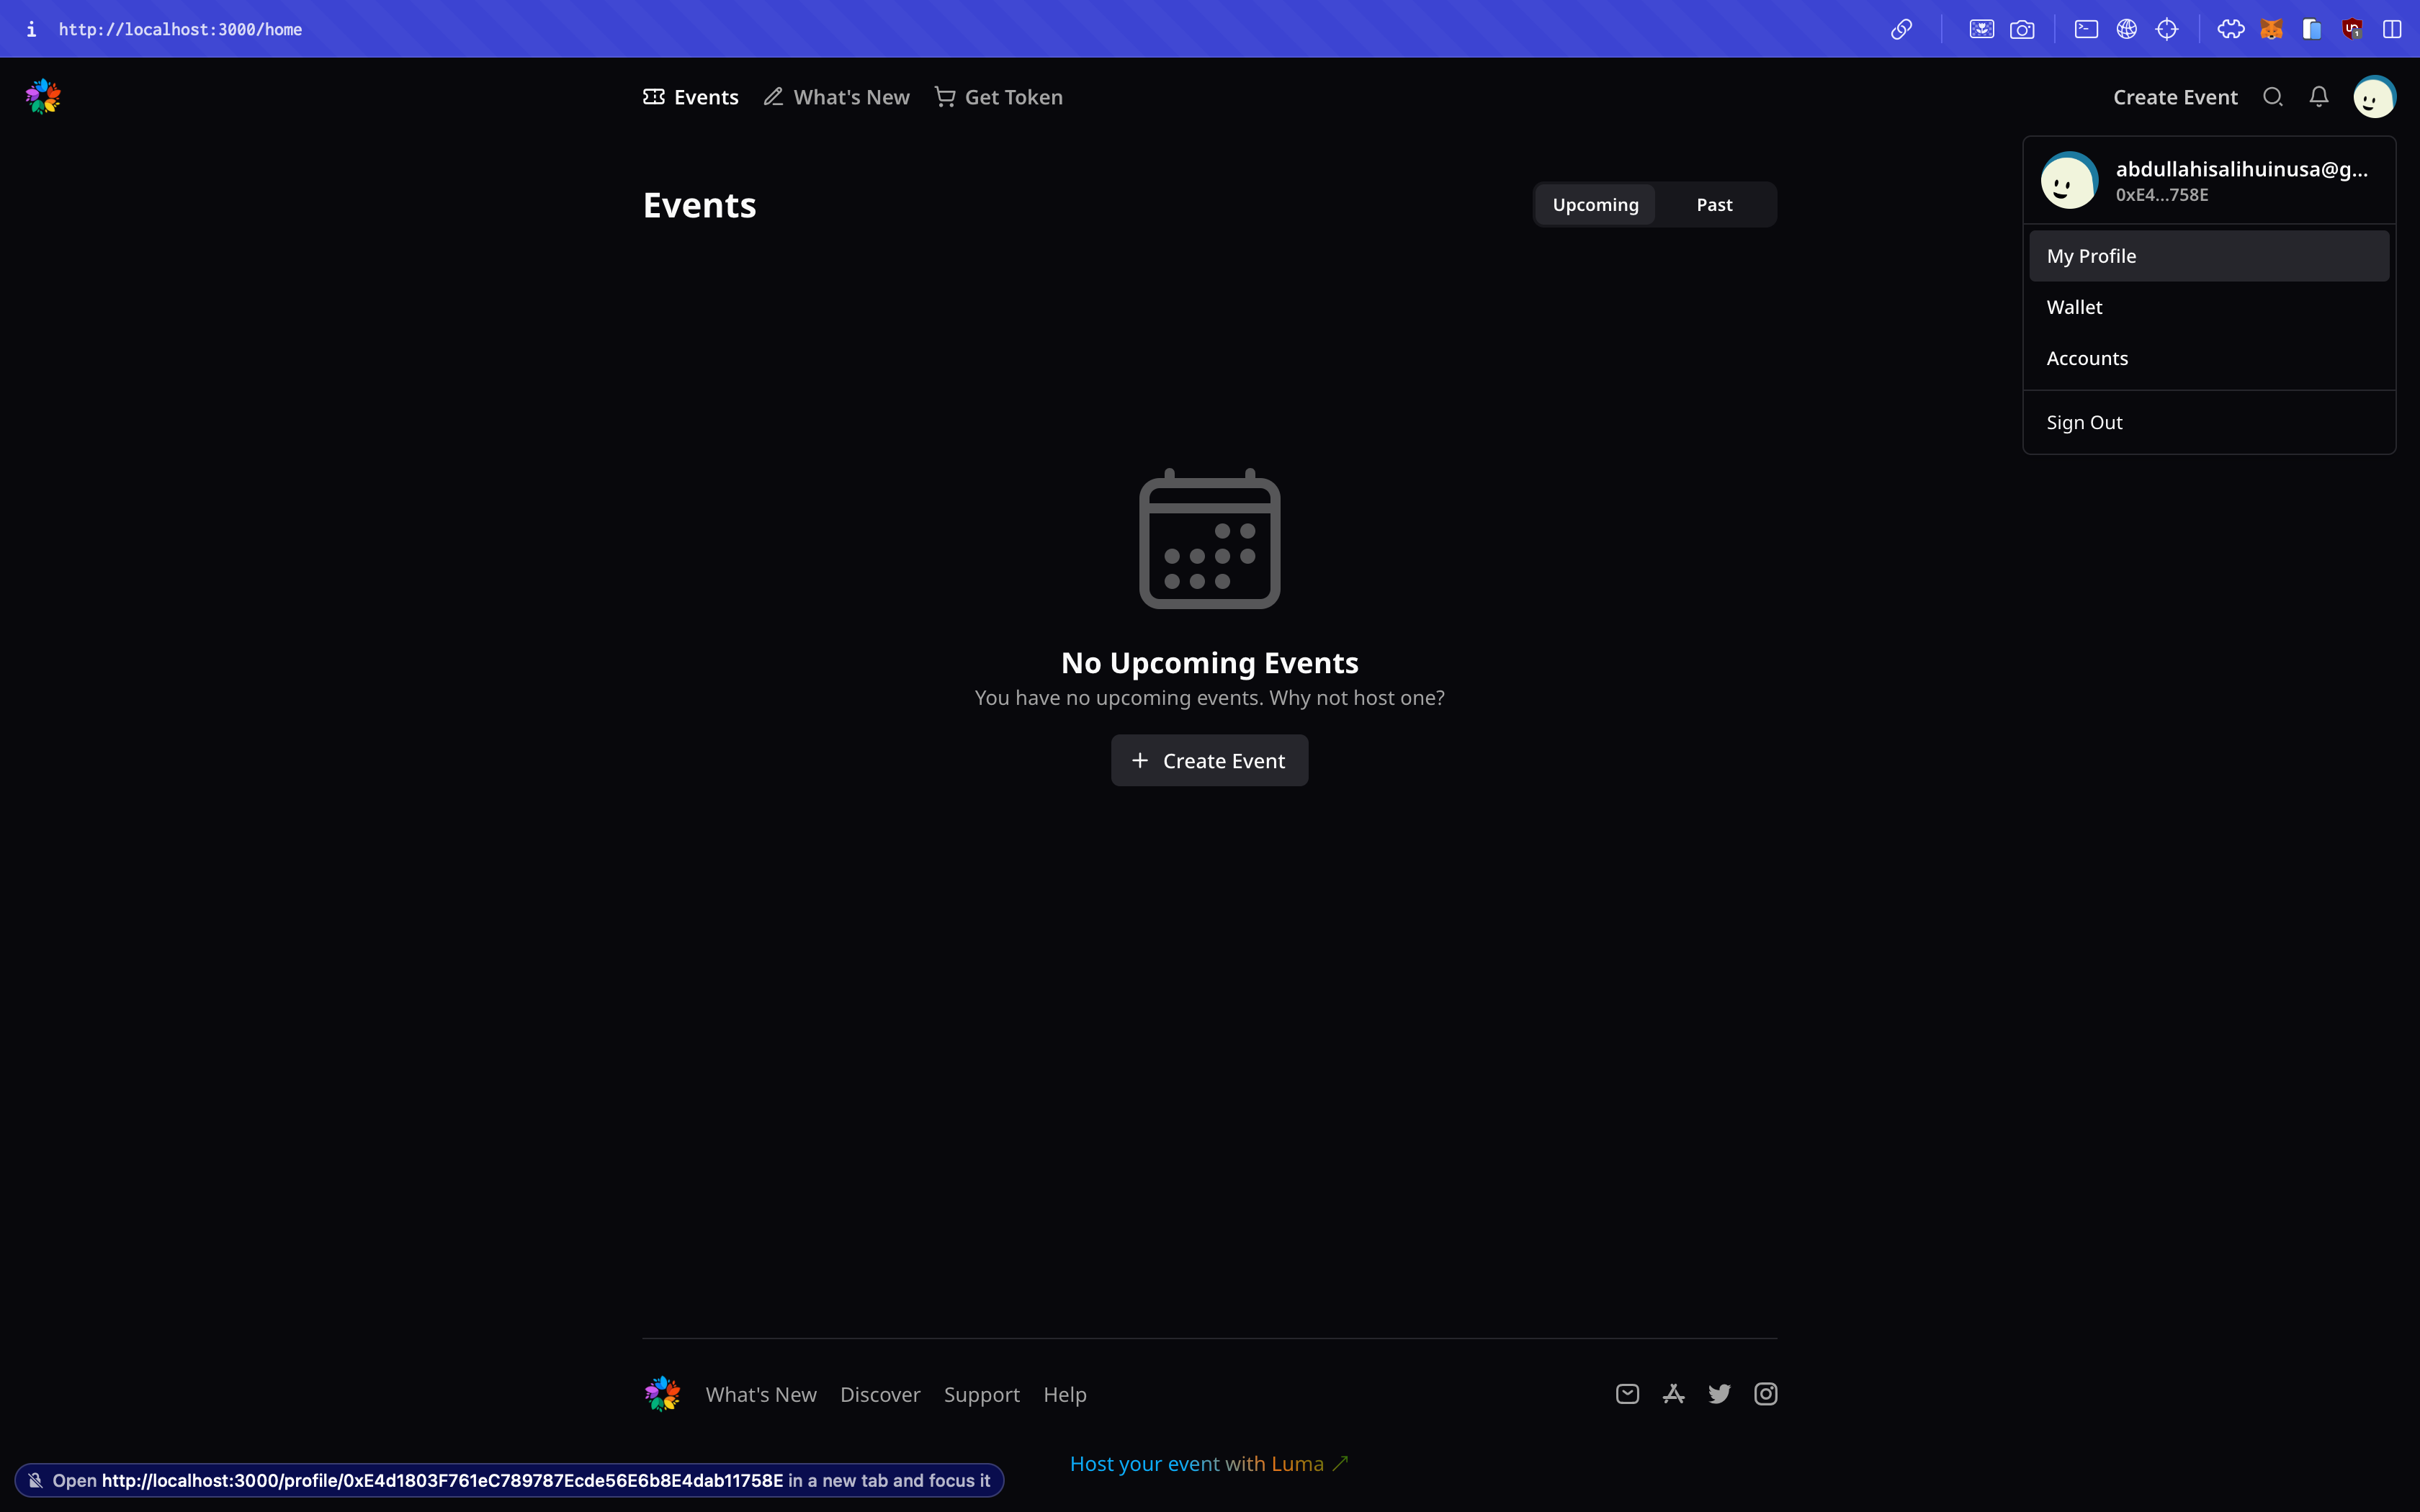 http://localhost:3000/home
Events What's New Get Token
Create Event
abdullahisalihuinusa@g...
0xE4...758E
My Profile
Wallet
Accounts
Sign Out
Events
Upcoming Past
No Upcoming Events
You have no upcoming events. Why not host one?
+ Create Event
What's New Discover Support Help
Host your event with Luma ↗
Open http://localhost:3000/profile/0xE4d1803F761eC789787Ecde56E6b8E4dab11758E in a new tab and focus it